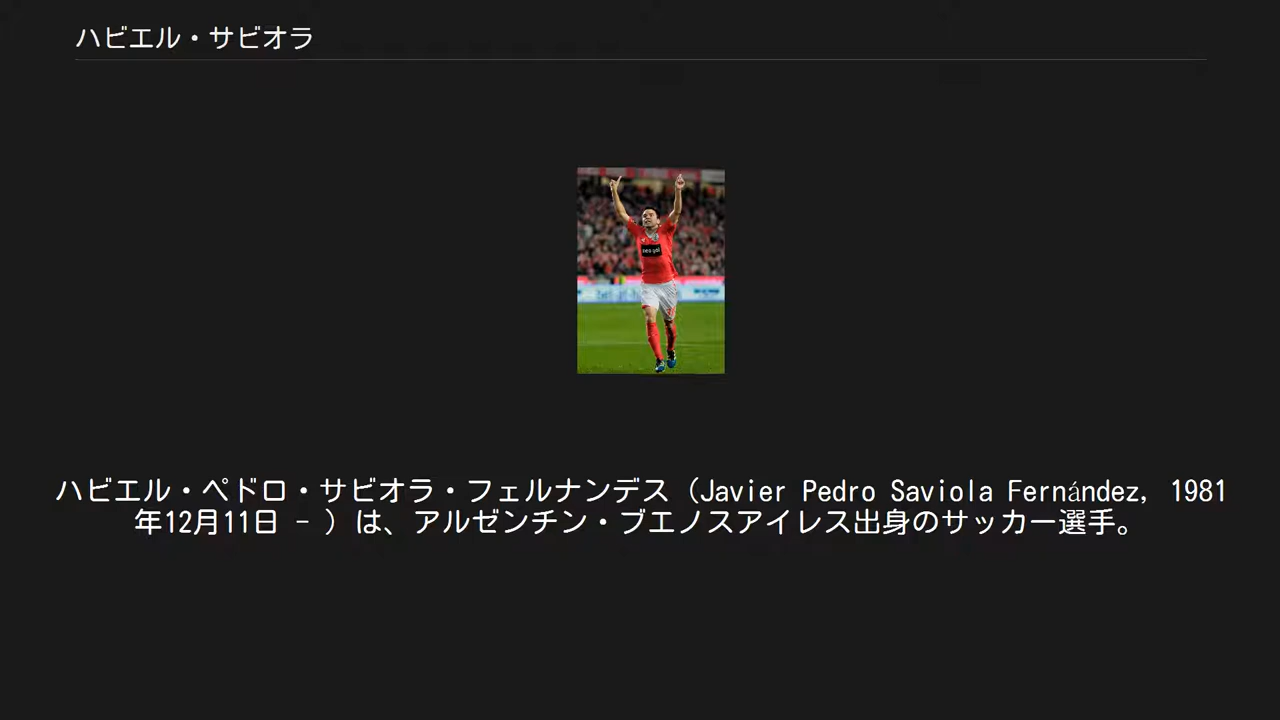 ハビエル・サビオラ
ハビエル・ペドロ・サビオラ・フェルナンデス（Javier Pedro Saviola Fernández, 1981
年12月11日 - ）は、アルゼンチン・ブエノスアイレス出身のサッカー選手。